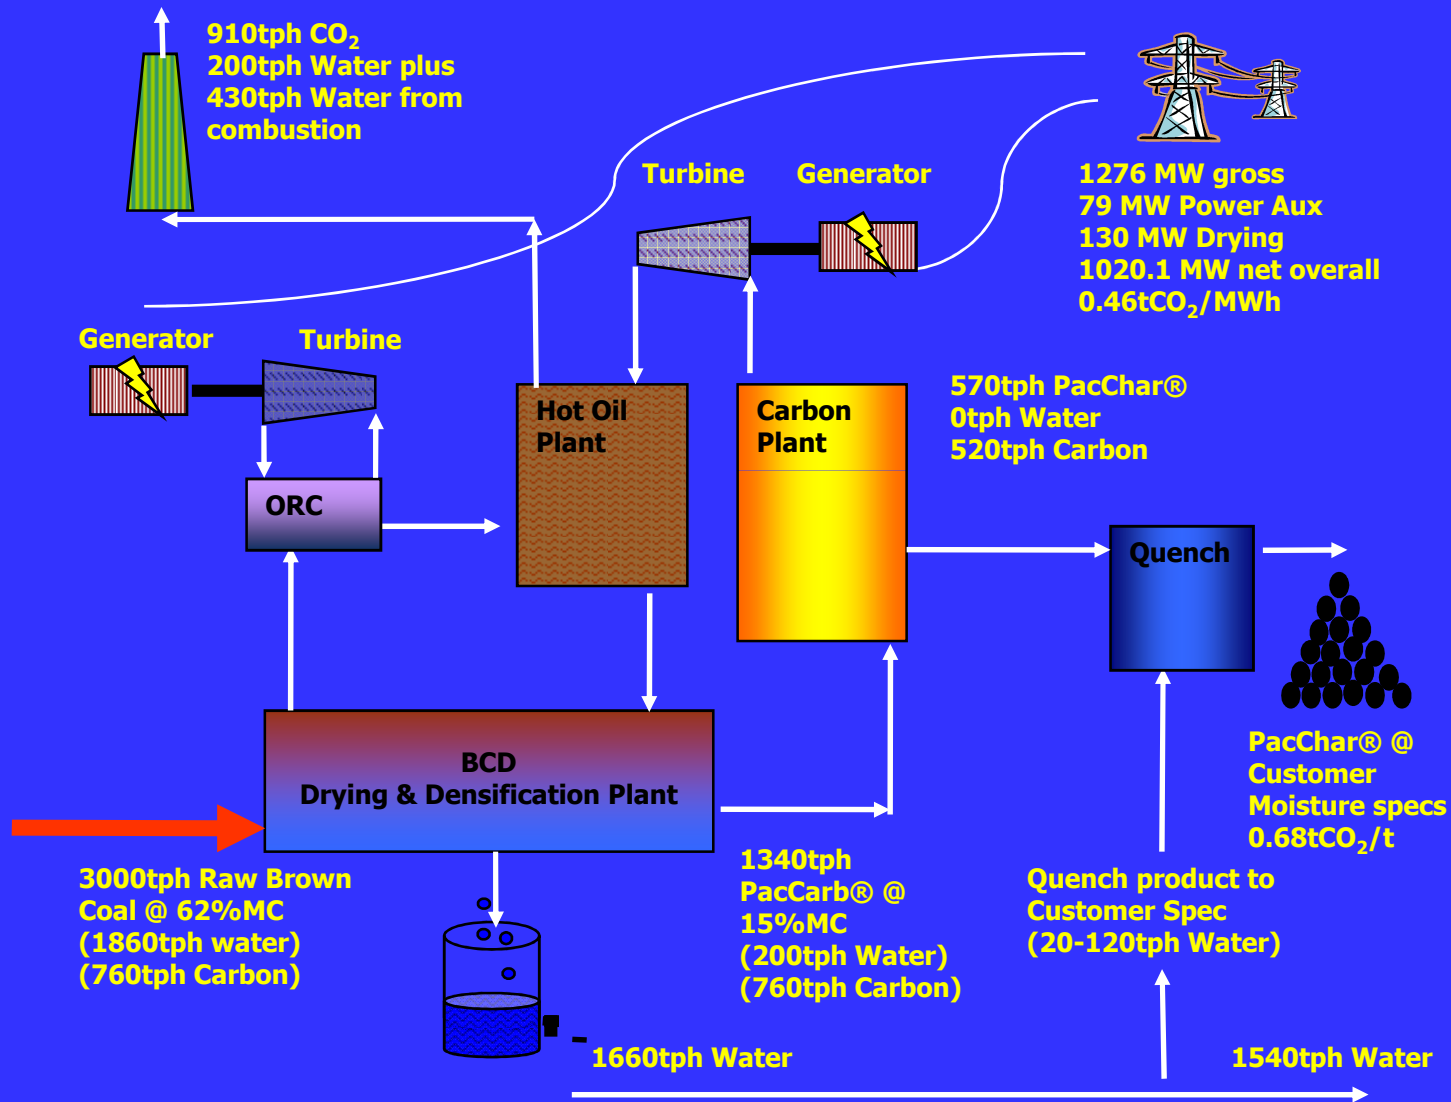 910tph CO₂
200tph Water plus
430tph Water from
combustion
Turbine
Generator
1276 MW gross
79 MW Power Aux
130 MW Drying
1020.1 MW net overall
0.46tCO₂/MWh
Generator
Turbine
Hot Oil
Plant
Carbon
Plant
570tph PacChar®
0tph Water
520tph Carbon
ORC
Quench
BCD
Drying & Densification Plant
PacChar® @
Customer
Moisture specs
0.68tCO₂/t
3000tph Raw Brown
Coal @ 62%MC
(1860tph water)
(760tph Carbon)
1340tph
PacCarb® @
15%MC
(200tph Water)
(760tph Carbon)
Quench product to
Customer Spec
(20-120tph Water)
1660tph Water
1540tph Water